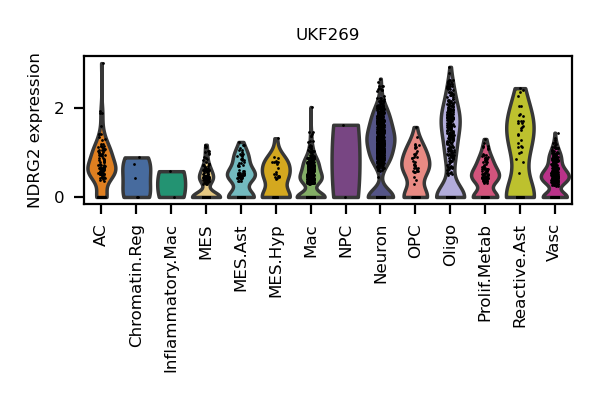 UKF269
NDRG2 expression
2
0
AC
Chromatin.Reg
Inflammatory.Mac
MES
MES.Ast
MES.Hyp
Mac
NPC
Neuron
OPC
Oligo
Prolif.Metab
Reactive.Ast
Vasc